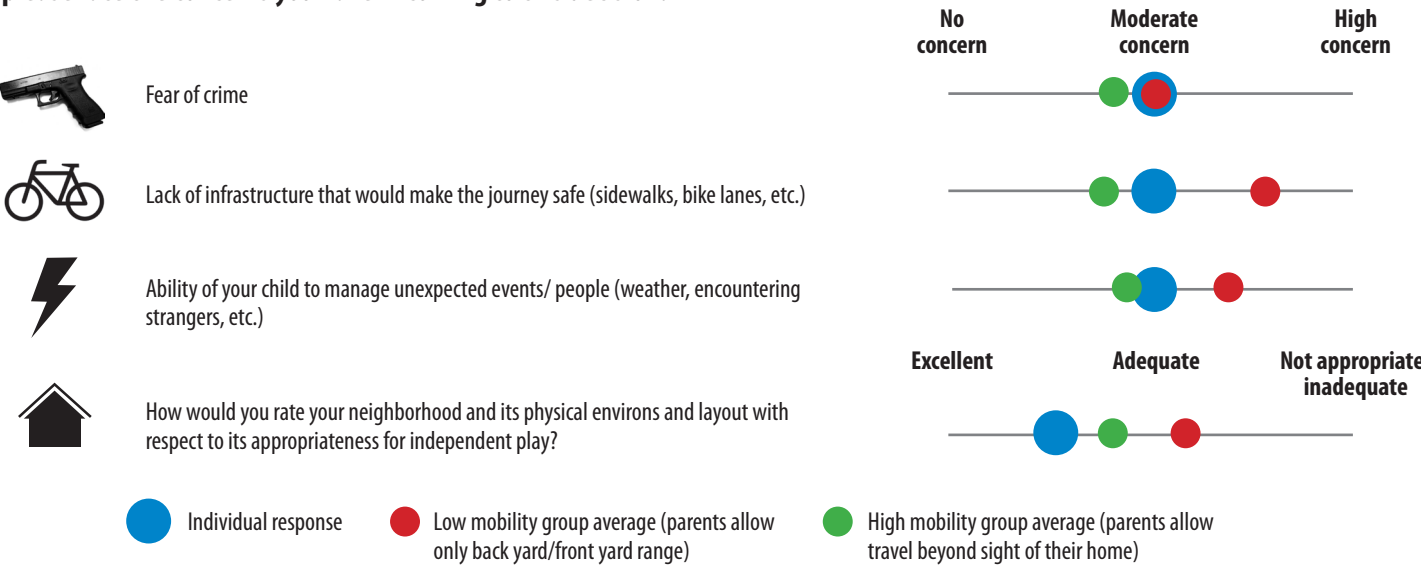 No
concern
Moderate
concern
High
concern
Fear of crime
Lack of infrastructure that would make the journey safe (sidewalks, bike lanes, etc.)
Ability of your child to manage unexpected events/ people (weather, encountering
strangers, etc.)
Excellent
Adequate
Not appropriate
inadequate
How would you rate your neighborhood and its physical environs and layout with
respect to its appropriateness for independent play?
Individual response
Low mobility group average (parents allow
only back yard/front yard range)
High mobility group average (parents allow
travel beyond sight of their home)